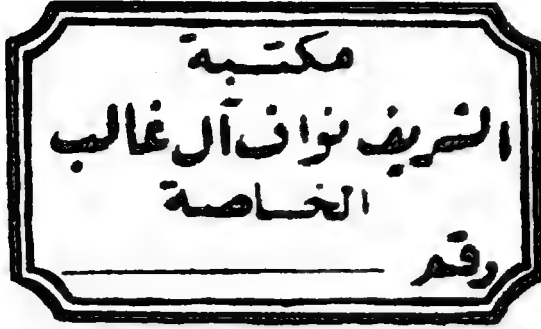 مكتبة
الشريف نواف آل غالب
الخاصة
رقم